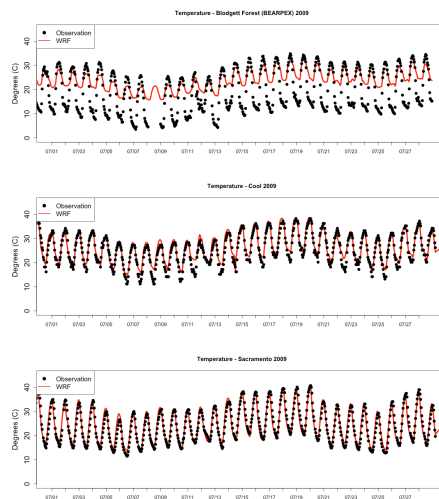 Temperature - Blodgett Forest (BEARPEX) 2009
Observation
WRF
Degrees (C)
0 10 20 30 40
07/01 07/03 07/05 07/07 07/09 07/11 07/13 07/15 07/17 07/19 07/21 07/23 07/25 07/27
Temperature - Cool 2009
Observation
WRF
Degrees (C)
0 10 20 30 40
07/01 07/03 07/05 07/07 07/09 07/11 07/13 07/15 07/17 07/19 07/21 07/23 07/25 07/27
Temperature - Sacramento 2009
Observation
WRF
Degrees (C)
0 10 20 30 40
07/01 07/03 07/05 07/07 07/09 07/11 07/13 07/15 07/17 07/19 07/21 07/23 07/25 07/27